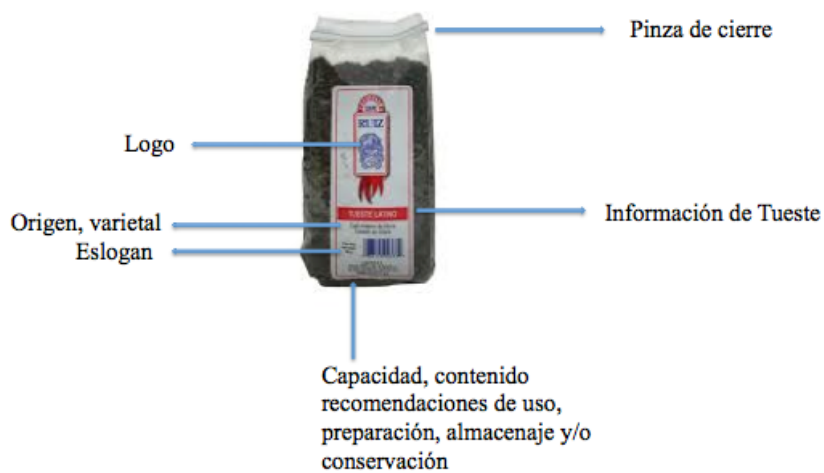 Pinza de cierre
RUIZ
Logo
Origen, varietal
Eslogan
TUESTE LATINO
Información de Tueste
Capacidad, contenido
recomendaciones de uso,
preparación, almacenaje y/o
conservación